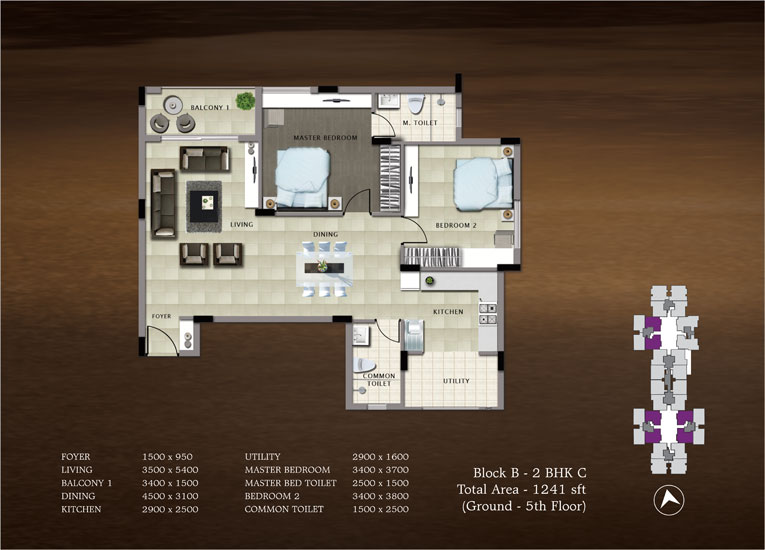 BALCONY 1
M. TOILET
MASTER BEDROOM
LIVING
DINING
BEDROOM 2
FOYER
KITCHEN
COMMON
TOILET
UTILITY
FOYER 1500 x 950
LIVING 3500 x 5400
BALCONY 1 3400 x 1500
DINING 4500 x 3100
KITCHEN 2900 x 2500
UTILITY 2900 x 1600
MASTER BEDROOM 3400 x 3700
MASTER BED TOILET 2500 x 1500
BEDROOM 2 3400 x 3800
COMMON TOILET 1500 x 2500
Block B - 2 BHK C
Total Area - 1241 sft
(Ground - 5th Floor)